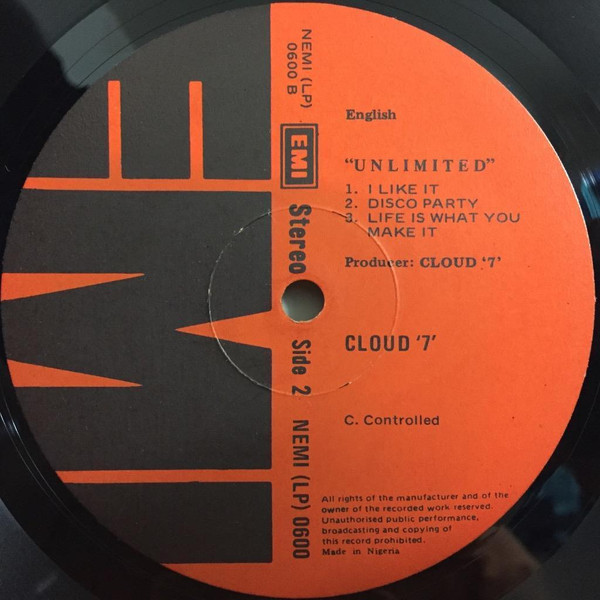 NEMI (LP)
0600 B
EMI
Stereo
Side 2
NEMI (LP) 0600
English
"UNLIMITED"
1. I LIKE IT
2. DISCO PARTY
3. LIFE IS WHAT YOU
MAKE IT
Producer: CLOUD '7'
CLOUD '7'
C. Controlled
All rights of the manufacturer and of the
owner of the recorded work reserved.
Unauthorised public performance,
broadcasting and copying of
this record prohibited.
Made in Nigeria